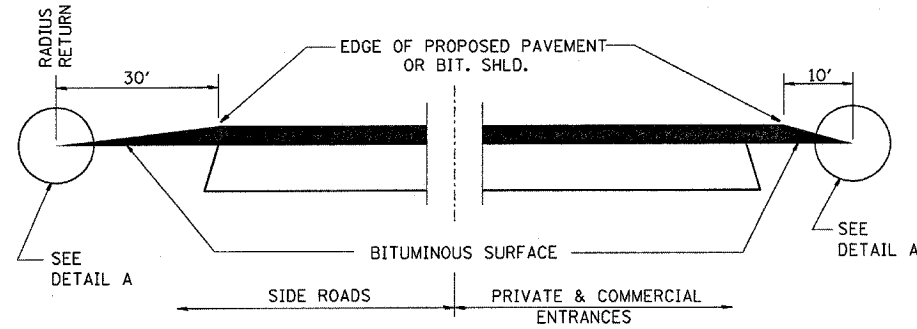 RADIUS
RETURN
30'
EDGE OF PROPOSED PAVEMENT
OR BIT. SHLD.
10'
SEE
DETAIL A
BITUMINOUS SURFACE
SEE
DETAIL A
SIDE ROADS
PRIVATE & COMMERCIAL
ENTRANCES